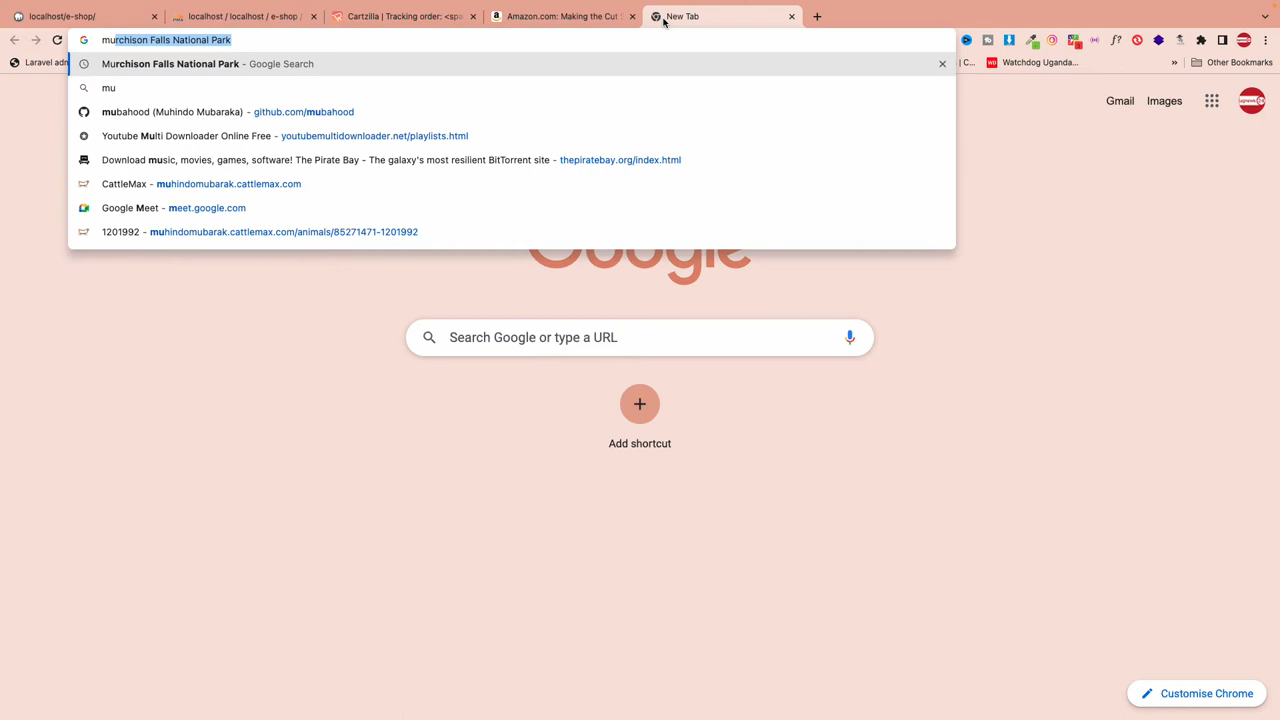 localhost/e-shop/
localhost / localhost / e-shop /
Cartzilla | Tracking order: <spa
Amazon.com: Making the Cut S
New Tab
murchison Falls National Park
Laravel adm
| C...
Watchdog Uganda...
»
Other Bookmarks
Murchison Falls National Park - Google Search
mu
mubahood (Muhindo Mubaraka) - github.com/mubahood
Youtube Multi Downloader Online Free - youtubemultidownloader.net/playlists.html
Download music, movies, games, software! The Pirate Bay - The galaxy's most resilient BitTorrent site - thepiratebay.org/index.html
CattleMax - muhindomubarak.cattlemax.com
Google Meet - meet.google.com
1201992 - muhindomubarak.cattlemax.com/animals/85271471-1201992
Gmail
Images
Google
Search Google or type a URL
Add shortcut
Customise Chrome